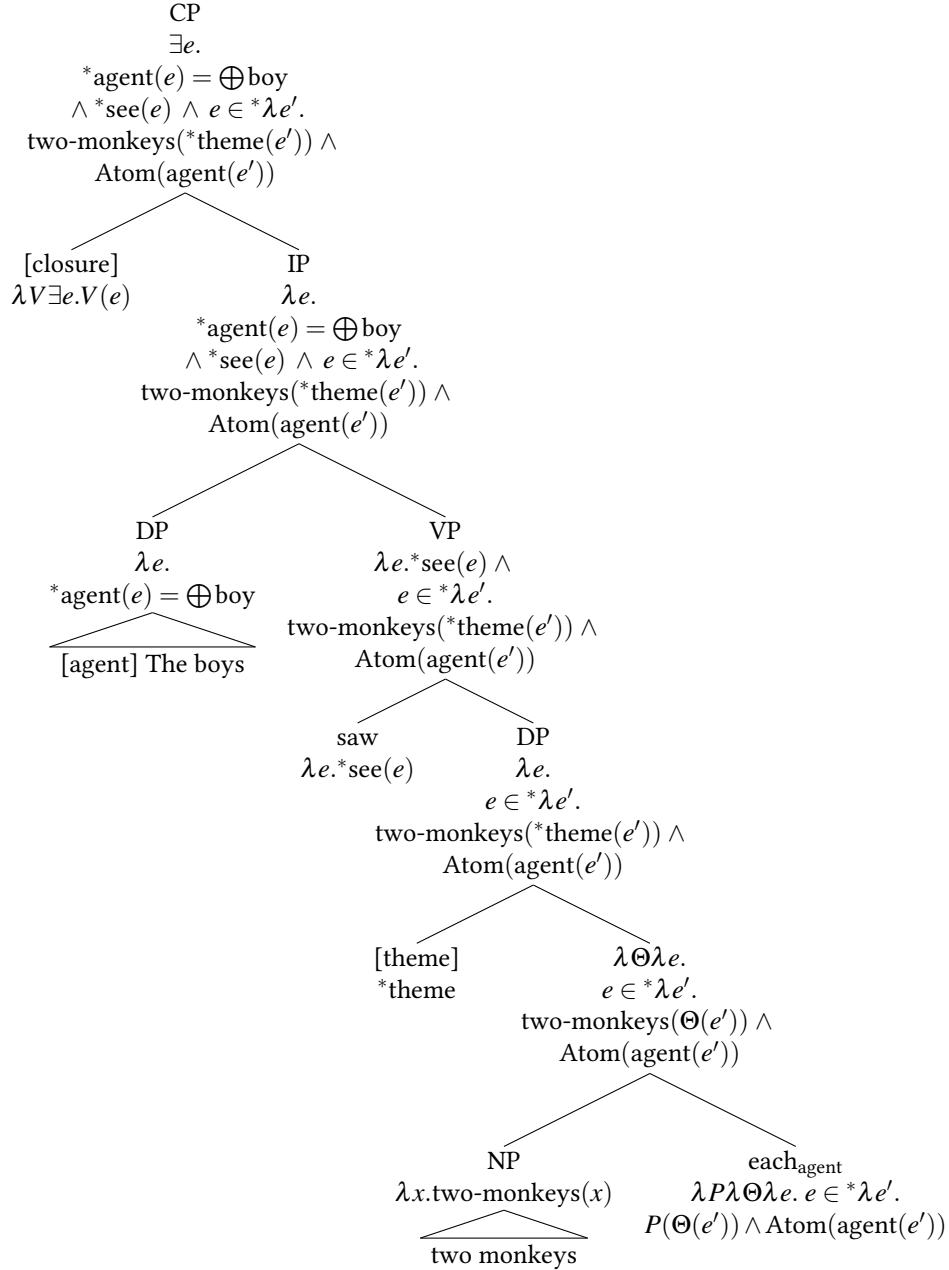 CP
∃e.
*agent(e) = ⊕boy
∧ *see(e) ∧ e ∈ *λe′.
two-monkeys(*theme(e′)) ∧
Atom(agent(e′))
[closure]
λV∃e.V(e)
IP
λe.
*agent(e) = ⊕boy
∧ *see(e) ∧ e ∈ *λe′.
two-monkeys(*theme(e′)) ∧
Atom(agent(e′))
DP
λe.
*agent(e) = ⊕boy
[agent] The boys
VP
λe.*see(e) ∧
e ∈ *λe′.
two-monkeys(*theme(e′)) ∧
Atom(agent(e′))
saw
λe.*see(e)
DP
λe.
e ∈ *λe′.
two-monkeys(*theme(e′)) ∧
Atom(agent(e′))
[theme]
*theme
λΘλe.
e ∈ *λe′.
two-monkeys(Θ(e′)) ∧
Atom(agent(e′))
NP
λx.two-monkeys(x)
two monkeys
each_agent
λPλΘλe. e ∈ *λe′.
P(Θ(e′)) ∧ Atom(agent(e′))